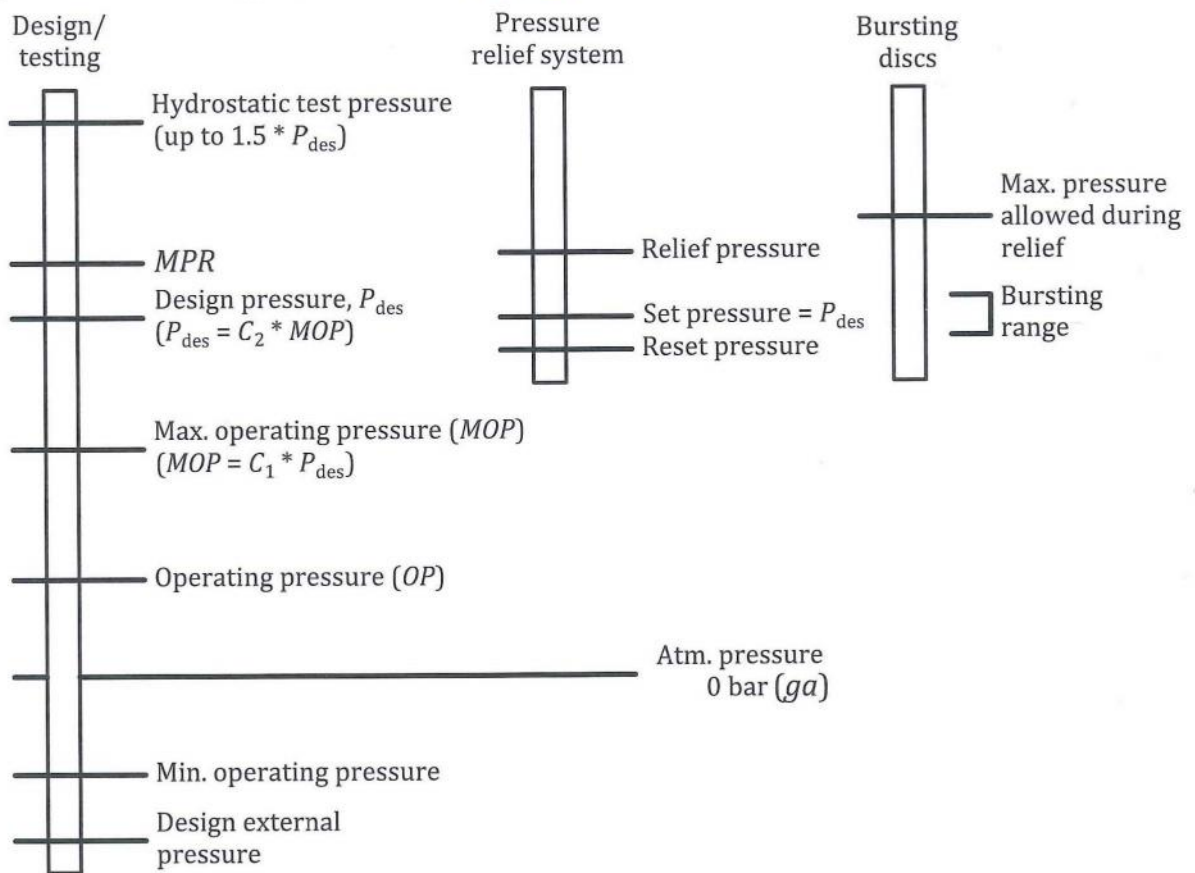 Design/
testing
Pressure
relief system
Bursting
discs
Hydrostatic test pressure
(up to 1.5 * P_des)
MPR
Design pressure, P_des
(P_des = C_2 * MOP)
Max. operating pressure (MOP)
(MOP = C_1 * P_des)
Operating pressure (OP)
Min. operating pressure
Design external
pressure
Relief pressure
Set pressure = P_des
Reset pressure
Max. pressure
allowed during
relief
Bursting
range
Atm. pressure
0 bar (ga)